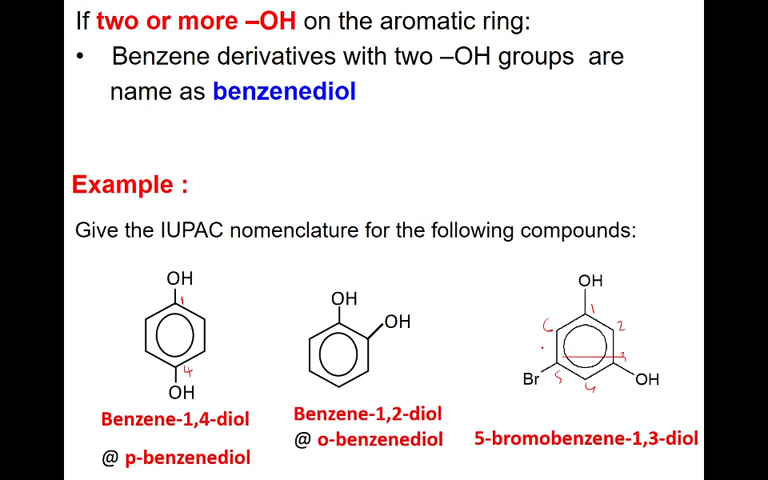 If two or more –OH on the aromatic ring:
• Benzene derivatives with two –OH groups are
name as benzenediol
Example :
Give the IUPAC nomenclature for the following compounds:
OH
1
4
OH
Benzene-1,4-diol
@ p-benzenediol
OH
OH
Benzene-1,2-diol
@ o-benzenediol
OH
1
6 2
3
Br 5 4 OH
5-bromobenzene-1,3-diol